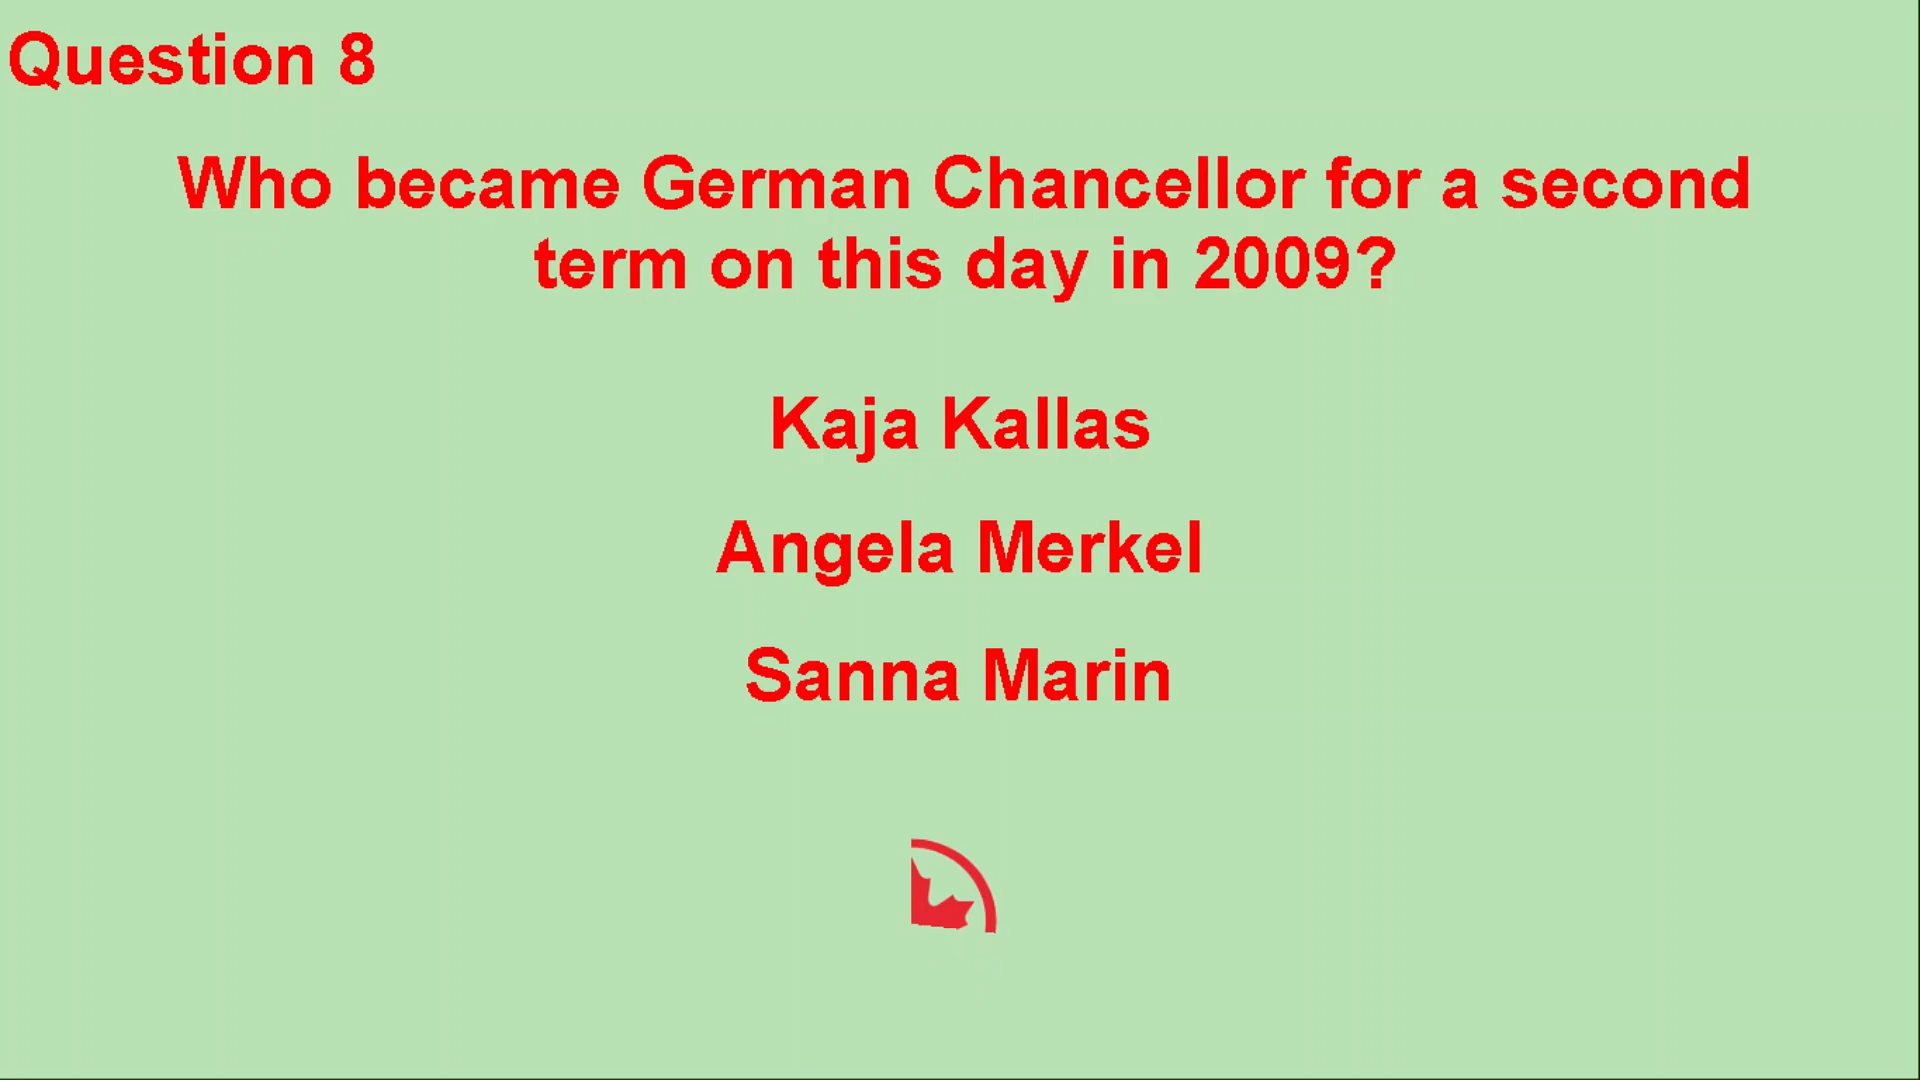 Question 8
Who became German Chancellor for a second
term on this day in 2009?
Kaja Kallas
Angela Merkel
Sanna Marin